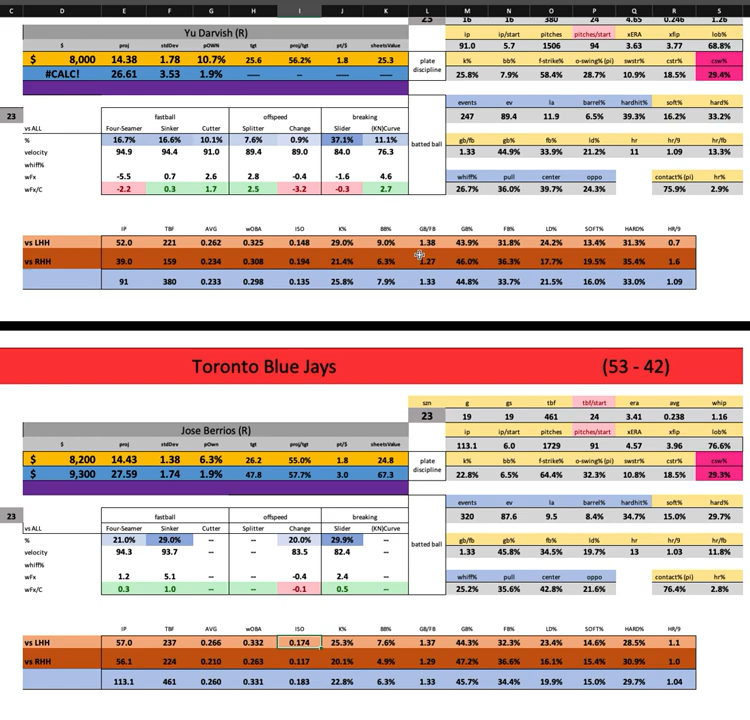 C D E F G H I J K L M N O P Q R S
23 16 16 380 24 4.65 0.246 1.26
Yu Darvish (R) ip ip/start pitches pitches/start xERA xfip lob%
$ proj stdDev pOWN tgt proj/tgt pt/$ sheetsValue 91.0 5.7 1506 94 3.63 3.77 68.8%
$ 8,000 14.38 1.78 10.7% 25.6 56.2% 1.8 25.3 plate discipline k% bb% f-strike% o-swing%(pi) swstr% cstr% csw%
#CALC! 26.61 3.53 1.9% ---- -- ---- 25.8% 7.9% 58.4% 28.7% 10.9% 18.5% 29.4%
events ev la barrel% hardhit% soft% hard%
23 fastball offspeed breaking 247 89.4 11.9 6.5% 39.3% 16.2% 33.2%
vsALL Four-Seamer Sinker Cutter Splitter Change Slider (KN)Curve batted ball gb/fb gb% fb% ld% hr hr/9 hr/fb
% 16.7% 16.6% 10.1% 7.6% 0.9% 37.1% 11.1% 1.33 44.9% 33.9% 21.2% 11 1.09 13.3%
velocity 94.9 94.4 91.0 89.4 89.0 84.0 76.3
whiff%
wFx -5.5 0.7 2.6 2.8 -0.4 -1.6 4.6 whiff% pull center oppo contact%(pi) hr%
wFx/C -2.2 0.3 1.7 2.5 -3.2 -0.3 2.7 26.7% 36.0% 39.7% 24.3% 75.9% 2.9%
IP TBF AVG wOBA ISO K% BB% GB/FB GB% FB% LD% SOFT% HARD% HR/9
vs LHH 52.0 221 0.262 0.325 0.148 29.0% 9.0% 1.38 43.9% 31.8% 24.2% 13.4% 31.3% 0.7
vs RHH 39.0 159 0.234 0.308 0.194 21.4% 6.3% 1.27 46.0% 36.3% 17.7% 19.5% 35.4% 1.6
91 380 0.233 0.298 0.135 25.8% 7.9% 1.33 44.8% 33.7% 21.5% 16.0% 33.0% 1.09
Toronto Blue Jays (53 - 42)
szn g gs tbf tbf/start era avg whip
23 19 19 461 24 3.41 0.238 1.16
Jose Berrios (R) ip ip/start pitches pitches/start xERA xfip lob%
$ proj stdDev pOwn tgt proj/tgt pt/$ sheetsValue 113.1 6.0 1729 91 4.57 3.96 76.6%
$ 8,200 14.43 1.38 6.3% 26.2 55.0% 1.8 24.8 plate discipline k% bb% f-strike% o-swing%(pi) swstr% cstr% csw%
$ 9,300 27.59 1.74 1.9% 47.8 57.7% 3.0 67.3 22.8% 6.5% 64.4% 32.3% 10.8% 18.5% 29.3%
events ev la barrel% hardhit% soft% hard%
23 fastball offspeed breaking 320 87.6 9.5 8.4% 34.7% 15.0% 29.7%
vsALL Four-Seamer Sinker Cutter Splitter Change Slider (KN)Curve batted ball gb/fb gb% fb% ld% hr hr/9 hr/fb
% 21.0% 29.0% -- -- 20.0% 29.9% -- 1.33 45.8% 34.5% 19.7% 13 1.03 11.8%
velocity 94.3 93.7 -- -- 83.5 82.4 --
whiff%
wFx 1.2 5.1 -- -- -0.4 2.4 -- whiff% pull center oppo contact%(pi) hr%
wFx/C 0.3 1.0 -- -- -0.1 0.5 -- 25.2% 35.6% 42.8% 21.6% 76.4% 2.8%
IP TBF AVG wOBA ISO K% BB% GB/FB GB% FB% LD% SOFT% HARD% HR/9
vs LHH 57.0 237 0.266 0.332 0.174 25.3% 7.6% 1.37 44.3% 32.3% 23.4% 14.6% 28.5% 1.1
vs RHH 56.1 224 0.210 0.263 0.117 20.1% 4.9% 1.29 47.2% 36.6% 16.1% 15.4% 30.9% 1.0
113.1 461 0.260 0.331 0.183 22.8% 6.3% 1.33 45.7% 34.4% 19.9% 15.0% 29.7% 1.04